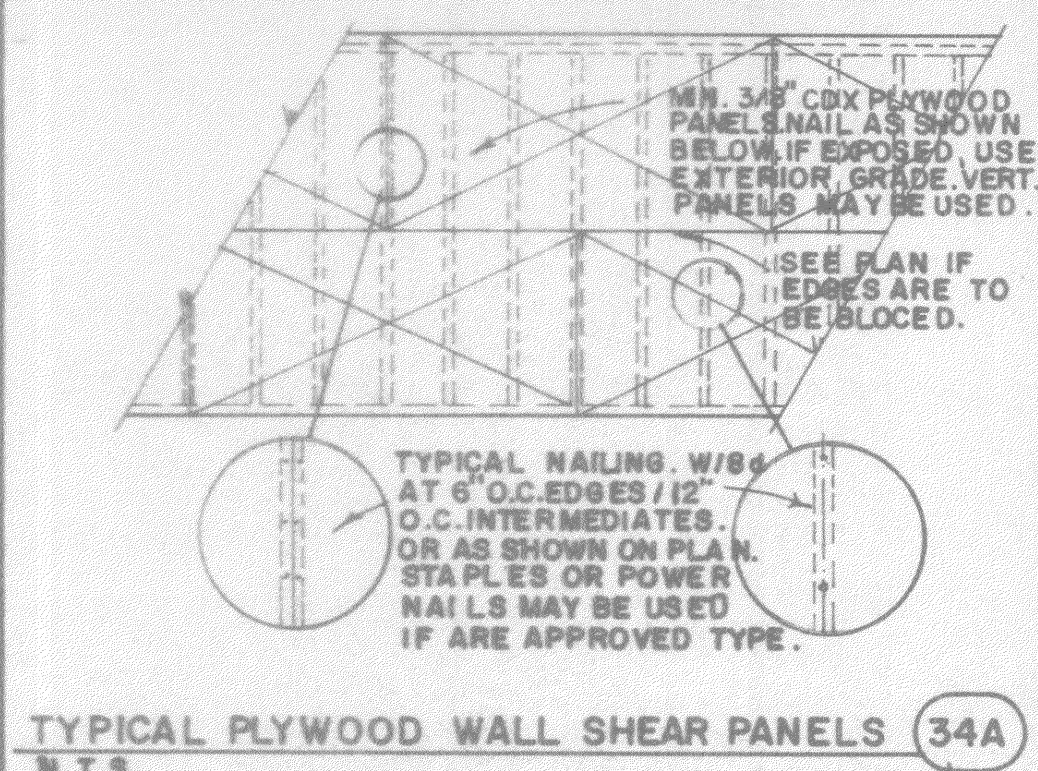 MIN. 3/8" CDX PLYWOOD
PANELS.NAIL AS SHOWN
BELOW. IF EXPOSED, USE
EXTERIOR GRADE. VERT.
PANELS MAY BE USED.
SEE PLAN IF
EDGES ARE TO
BE BLOCED.
TYPICAL NAILING. W/8d
AT 6" O.C. EDGES / 12"
O.C. INTERMEDIATES.
OR AS SHOWN ON PLAN.
STAPLES OR POWER
NAILS MAY BE USED
IF ARE APPROVED TYPE.
TYPICAL PLYWOOD WALL SHEAR PANELS 34A
N.T.S.